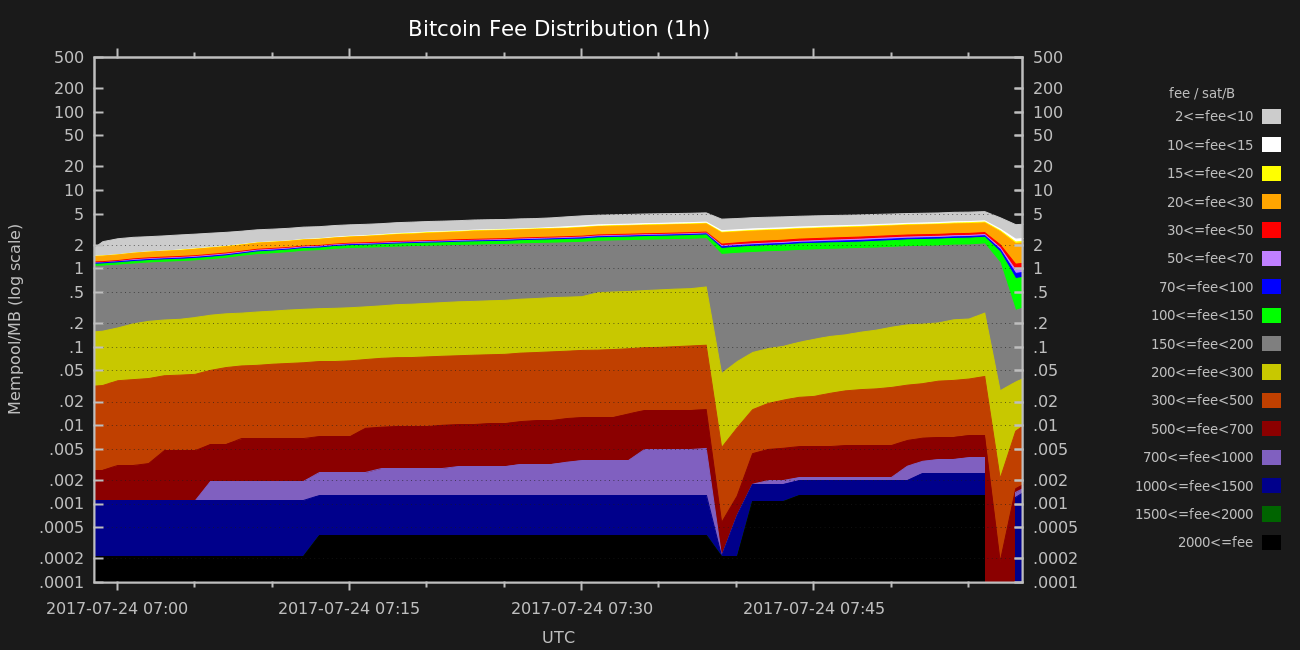 Bitcoin Fee Distribution (1h)
500 500
200 200
100 100
50 50
20 20
10 10
5 5
2 2
1 1
.5 .5
.2 .2
.1 .1
.05 .05
.02 .02
.01 .01
.005 .005
.002 .002
.001 .001
.0005 .0005
.0002 .0002
.0001 .0001
Mempool/MB (log scale)
2017-07-24 07:00 2017-07-24 07:15 2017-07-24 07:30 2017-07-24 07:45
UTC
fee / sat/B
2<=fee<10
10<=fee<15
15<=fee<20
20<=fee<30
30<=fee<50
50<=fee<70
70<=fee<100
100<=fee<150
150<=fee<200
200<=fee<300
300<=fee<500
500<=fee<700
700<=fee<1000
1000<=fee<1500
1500<=fee<2000
2000<=fee